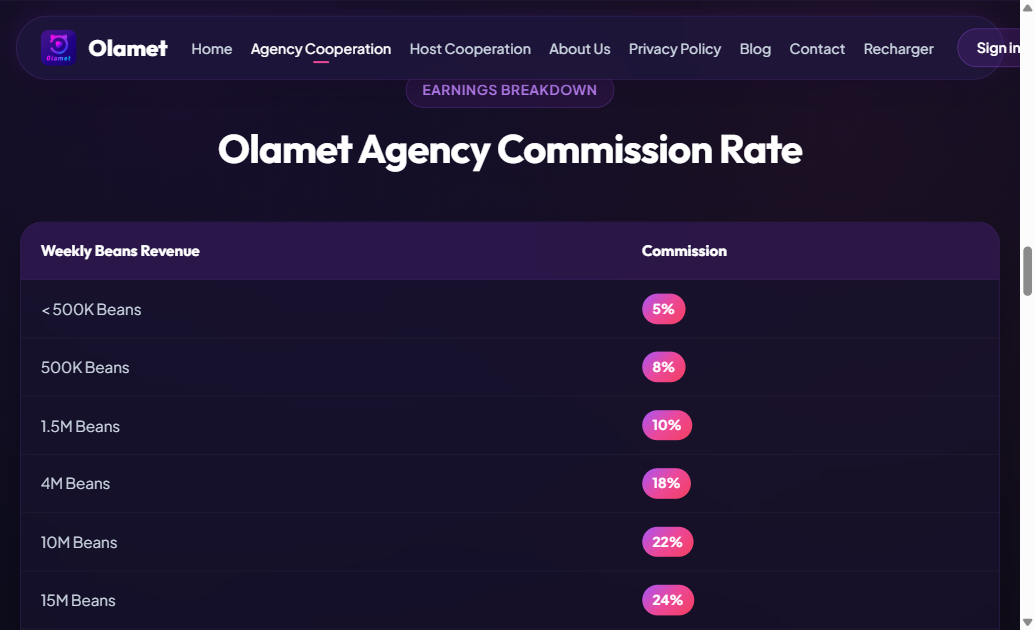 Olamet
Olamet Home Agency Cooperation Host Cooperation About Us Privacy Policy Blog Contact Recharger Sign in
EARNINGS BREAKDOWN
Olamet Agency Commission Rate
Weekly Beans Revenue Commission
< 500K Beans 5%
500K Beans 8%
1.5M Beans 10%
4M Beans 18%
10M Beans 22%
15M Beans 24%